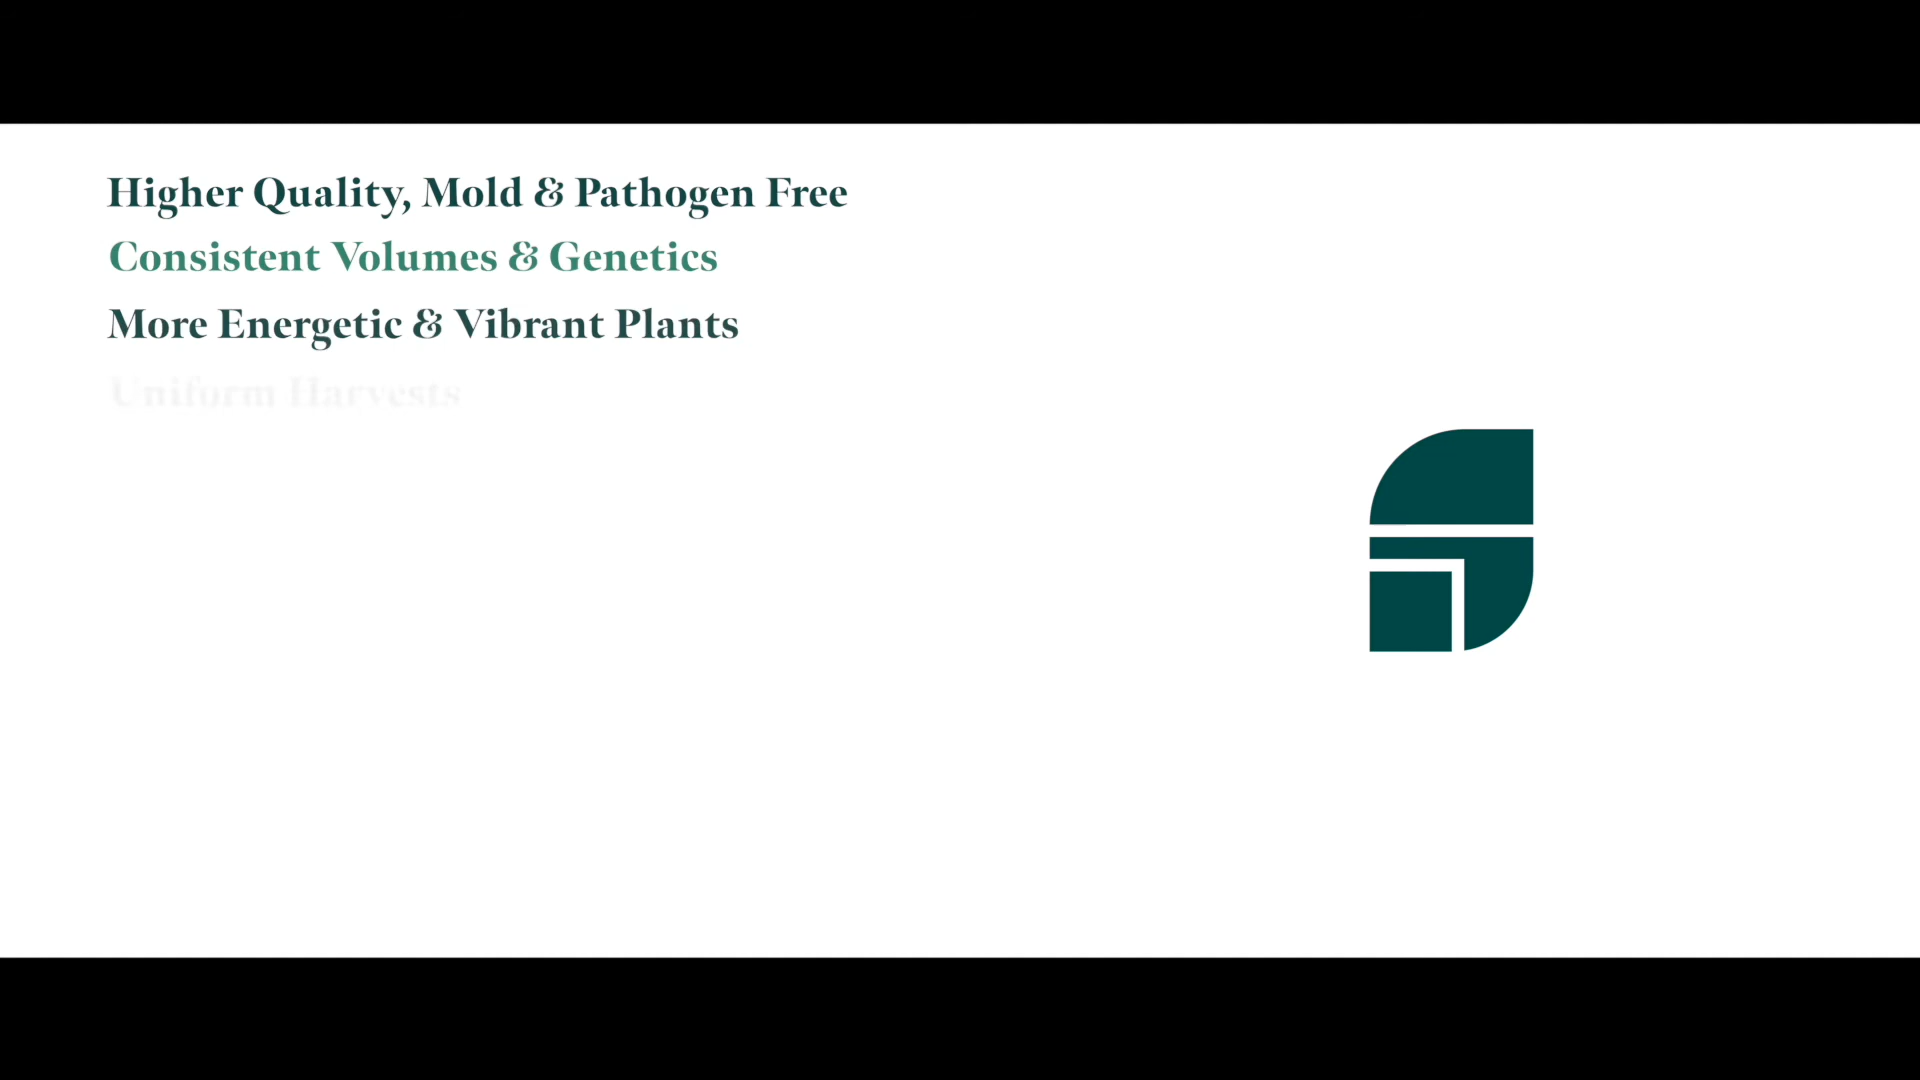 Higher Quality, Mold & Pathogen Free
Consistent Volumes & Genetics
More Energetic & Vibrant Plants
Uniform Harvests